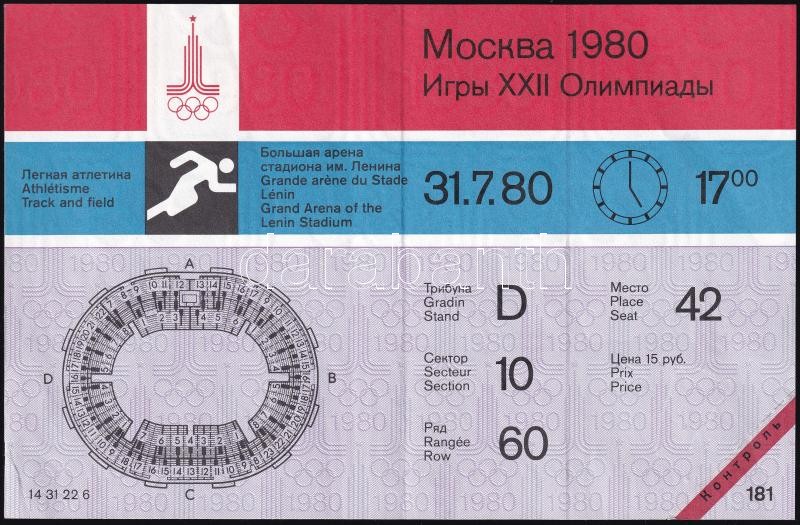 Москва 1980
Игры XXII Олимпиады
Легкая атлетика
Athlétisme
Track and field
Большая арена
стадиона им. Ленина
Grande arène du Stade
Lénin
Grand Arena of the
Lenin Stadium
31.7.80
17⁰⁰
darabanth
A
B
C
D
Трибуна
Gradin
Stand
D
Место
Place
Seat
42
Сектор
Secteur
Section
10
Цена 15 руб.
Prix
Price
Ряд
Rangée
Row
60
Контроль
14 31 22 6
181